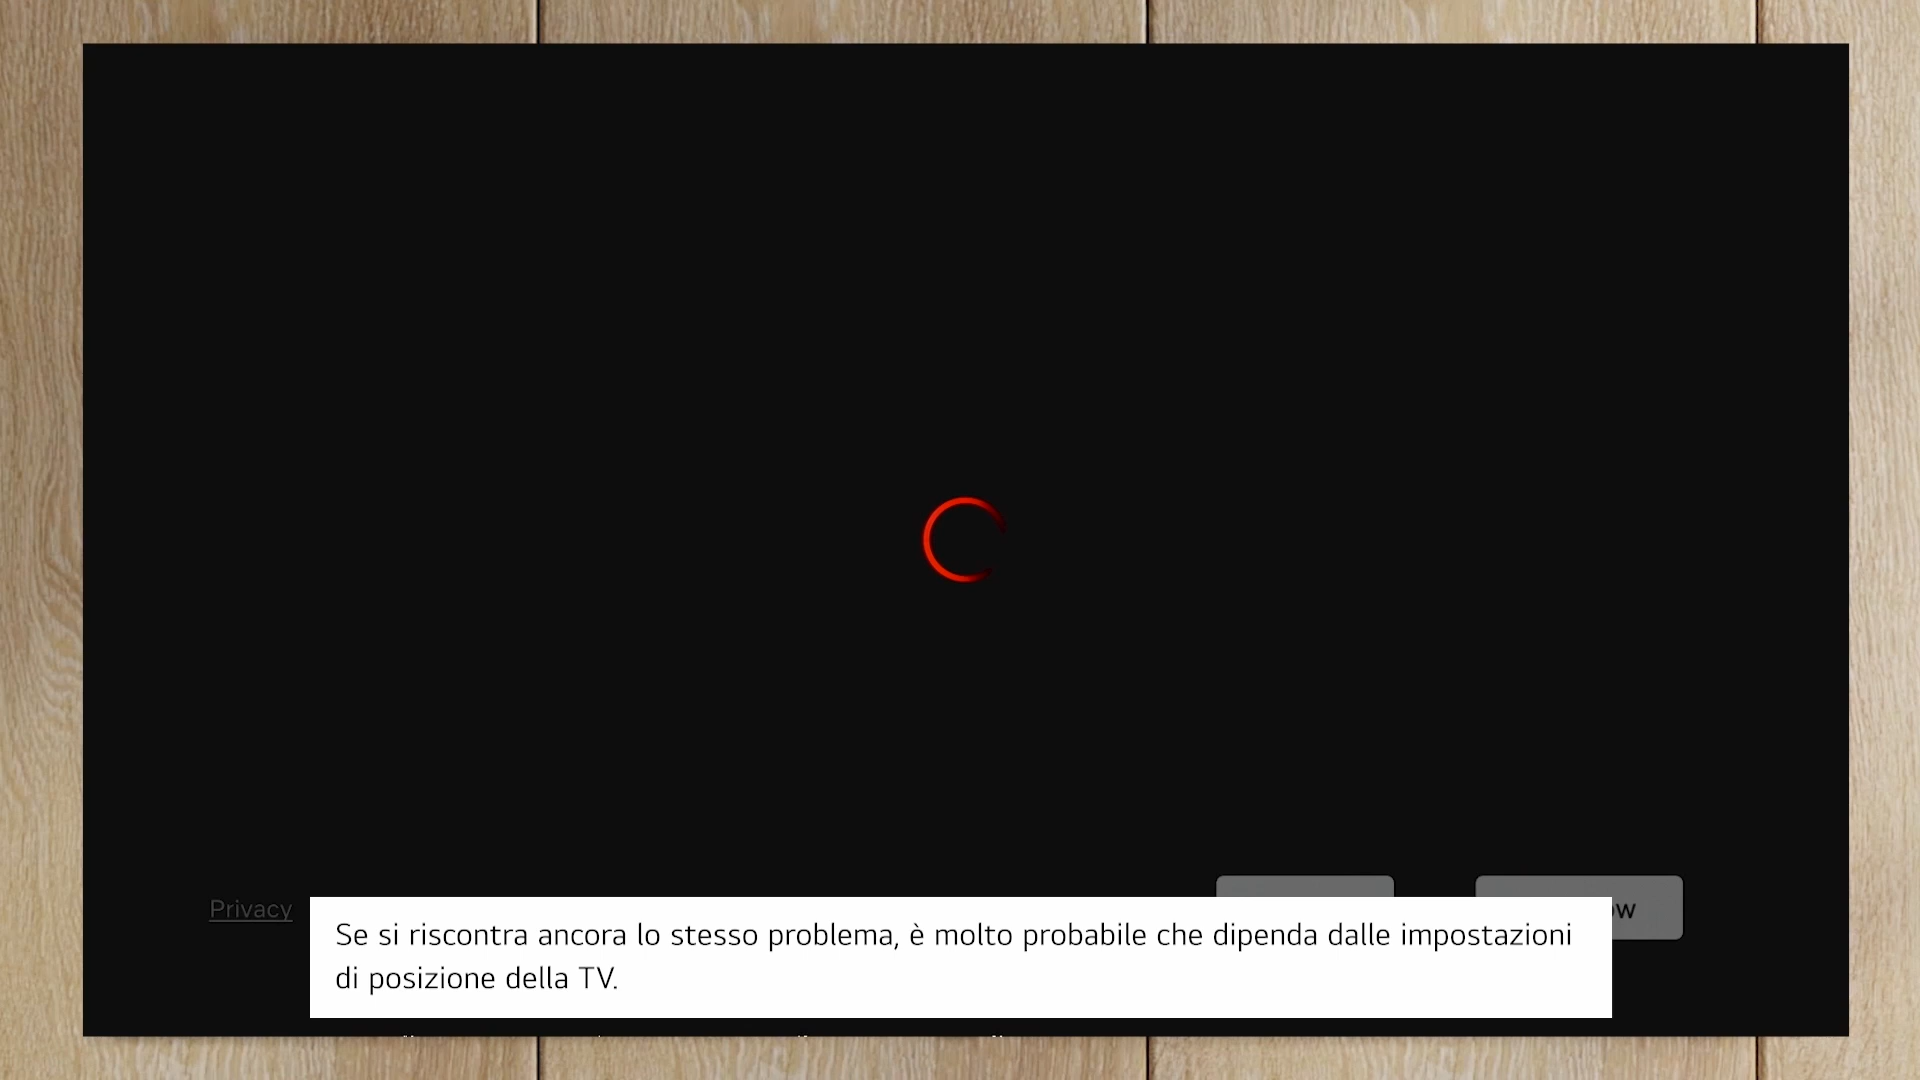 Privacy
Se si riscontra ancora lo stesso problema, è molto probabile che dipenda dalle impostazioni
di posizione della TV.